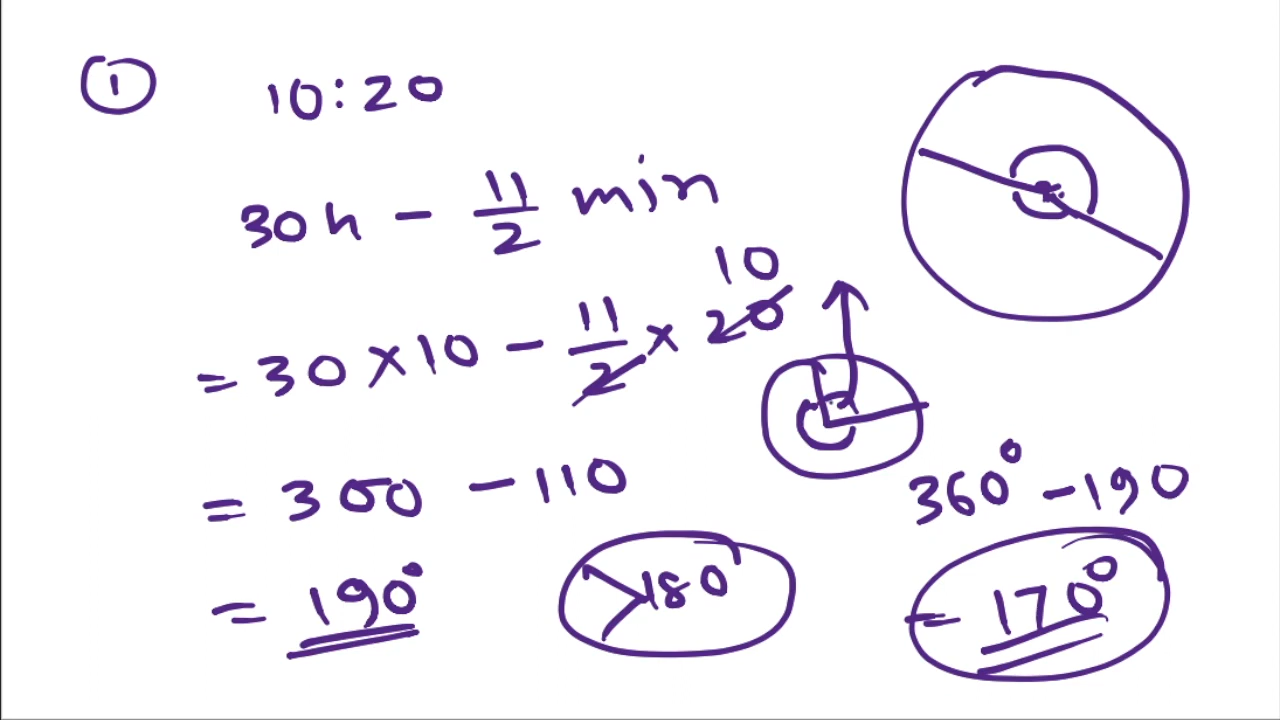 ① 10:20
30h - 11/2 min
= 30 × 10 - 11/2 × 20 10
= 300 - 110
= 190° >180°
360° - 190
= 170°